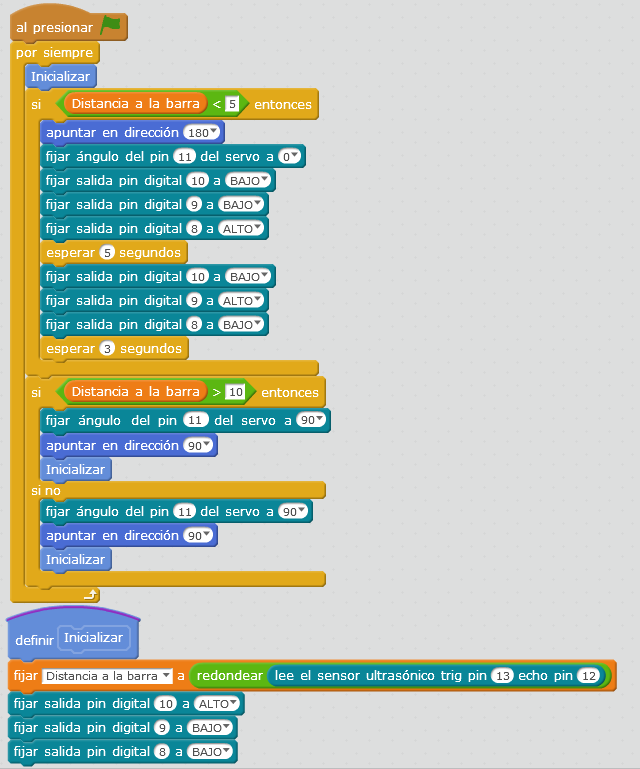 al presionar
por siempre
Inicializar
si Distancia a la barra < 5 entonces
apuntar en dirección 180
fijar ángulo del pin 11 del servo a 0
fijar salida pin digital 10 a BAJO
fijar salida pin digital 9 a BAJO
fijar salida pin digital 8 a ALTO
esperar 5 segundos
fijar salida pin digital 10 a BAJO
fijar salida pin digital 9 a ALTO
fijar salida pin digital 8 a BAJO
esperar 3 segundos
si Distancia a la barra > 10 entonces
fijar ángulo del pin 11 del servo a 90
apuntar en dirección 90
Inicializar
si no
fijar ángulo del pin 11 del servo a 90
apuntar en dirección 90
Inicializar
definir Inicializar
fijar Distancia a la barra a redondear lee el sensor ultrasónico trig pin 13 echo pin 12
fijar salida pin digital 10 a ALTO
fijar salida pin digital 9 a BAJO
fijar salida pin digital 8 a BAJO